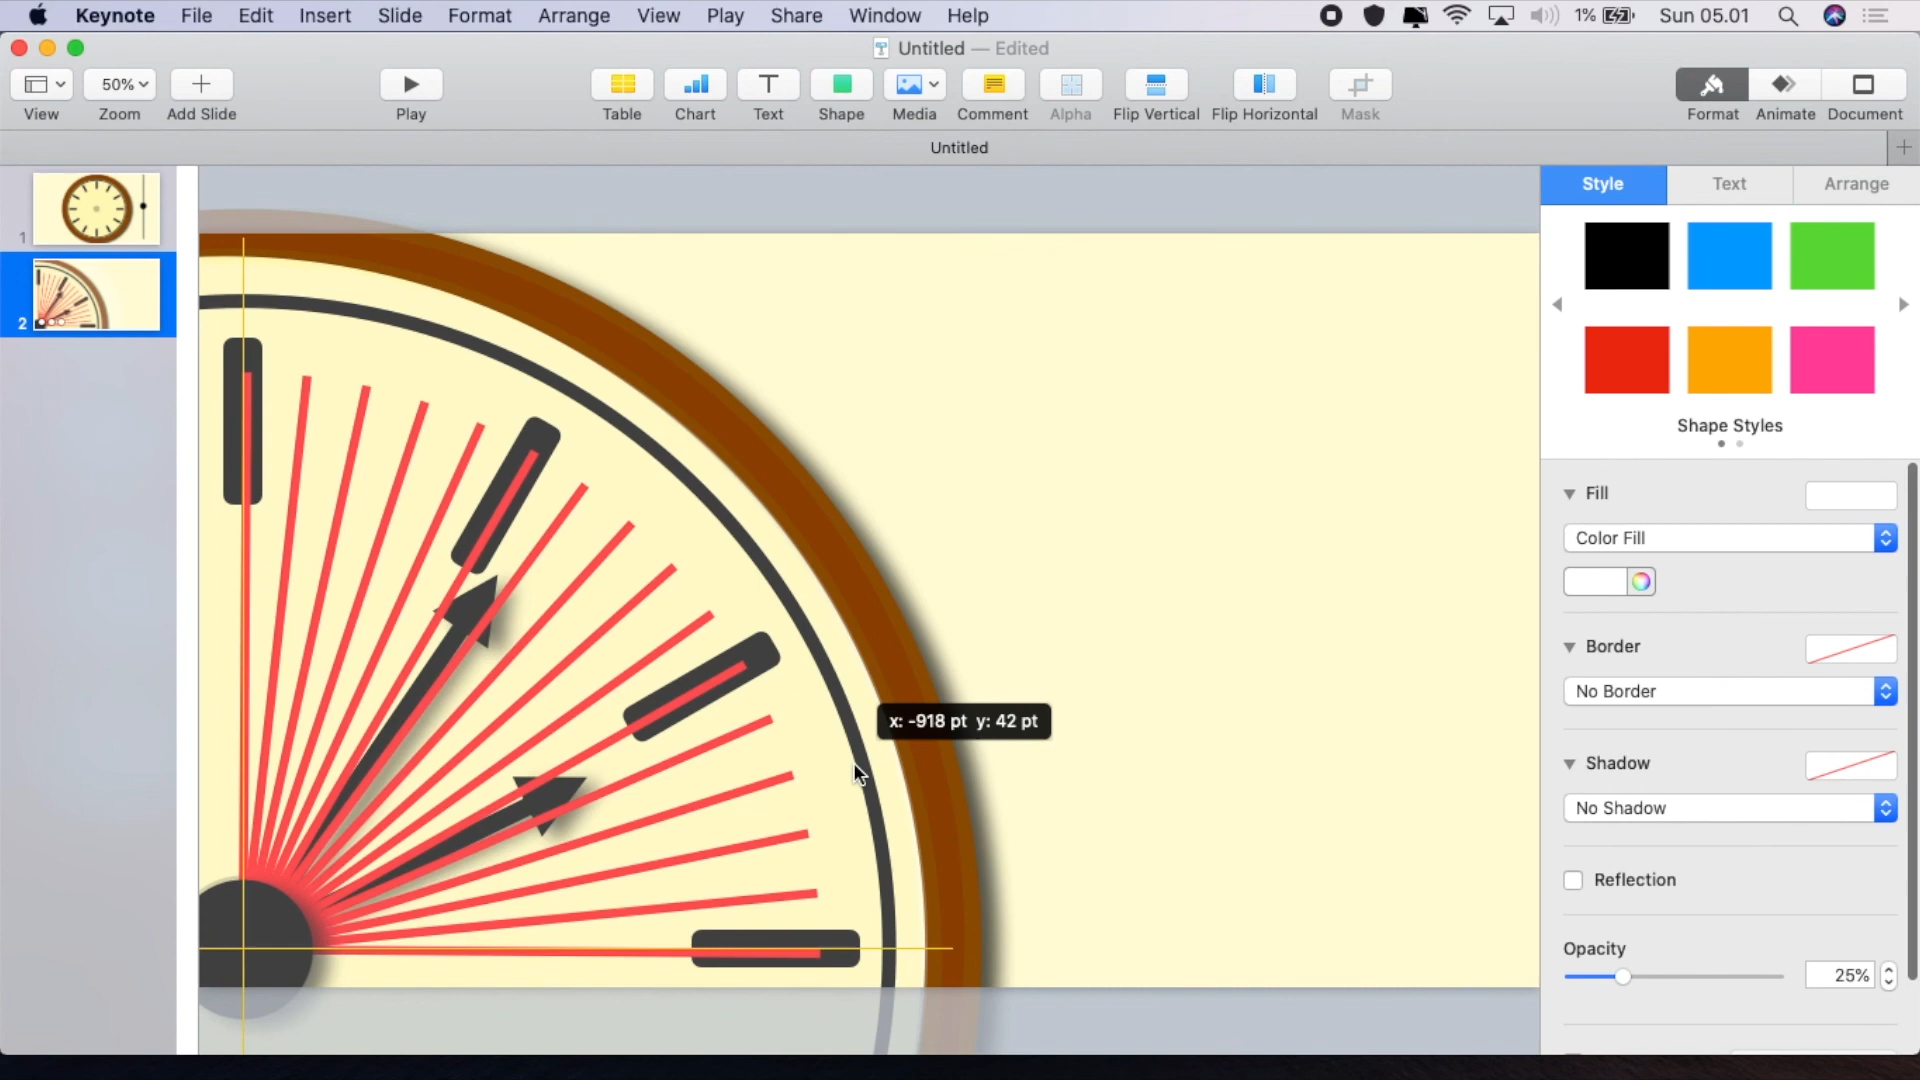 Keynote File Edit Insert Slide Format Arrange View Play Share Window Help 1% Sun 05.01
Untitled — Edited
50%
View Zoom Add Slide Play Table Chart Text Shape Media Comment Alpha Flip Vertical Flip Horizontal Mask Format Animate Document
Untitled
Style Text Arrange
1
2
Shape Styles
Fill
Color Fill
Border
No Border
x: -918 pt y: 42 pt
Shadow
No Shadow
Reflection
Opacity
25%